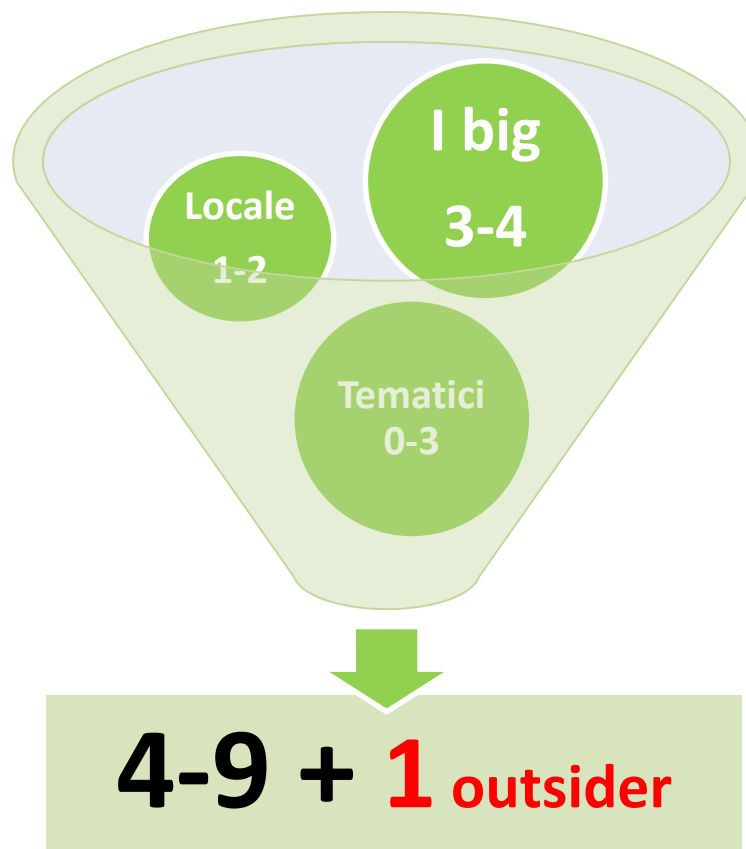 I big
3-4
Locale
1-2
Tematici
0-3
4-9 + 1 outsider